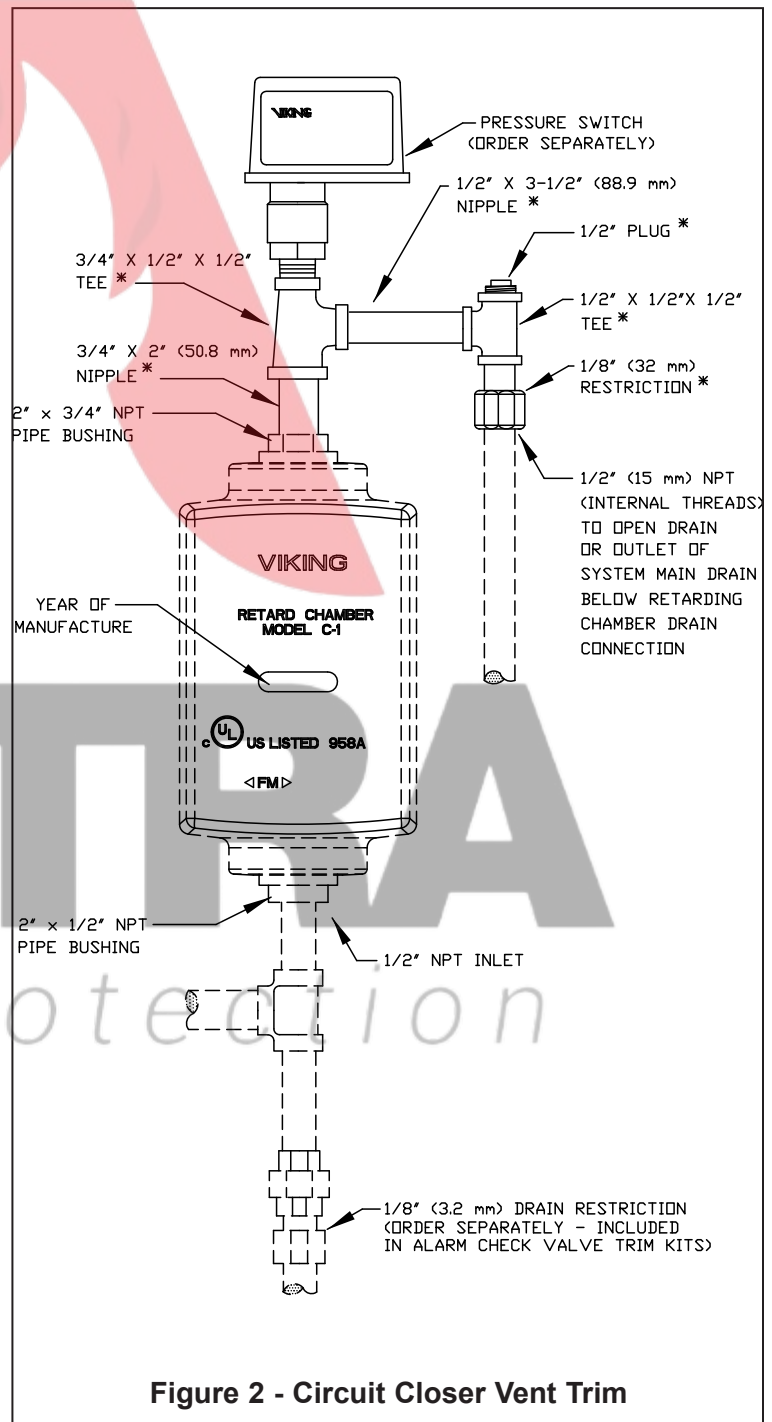 VIKING
PRESSURE SWITCH
(ORDER SEPARATELY)
1/2" X 3-1/2" (88.9 mm)
NIPPLE *
1/2" PLUG *
3/4" X 1/2" X 1/2"
TEE *
1/2" X 1/2"X 1/2"
TEE *
3/4" X 2" (50.8 mm)
NIPPLE *
1/8" (32 mm)
RESTRICTION *
2" x 3/4" NPT
PIPE BUSHING
1/2" (15 mm) NPT
(INTERNAL THREADS)
TO OPEN DRAIN
OR OUTLET OF
SYSTEM MAIN DRAIN
BELOW RETARDING
CHAMBER DRAIN
CONNECTION
VIKING
RETARD CHAMBER
MODEL C-1
YEAR OF
MANUFACTURE
c UL US LISTED 958A
FM
TRA
otection
2" x 1/2" NPT
PIPE BUSHING
1/2" NPT INLET
1/8" (3.2 mm) DRAIN RESTRICTION
(ORDER SEPARATELY - INCLUDED
IN ALARM CHECK VALVE TRIM KITS)
Figure 2 - Circuit Closer Vent Trim